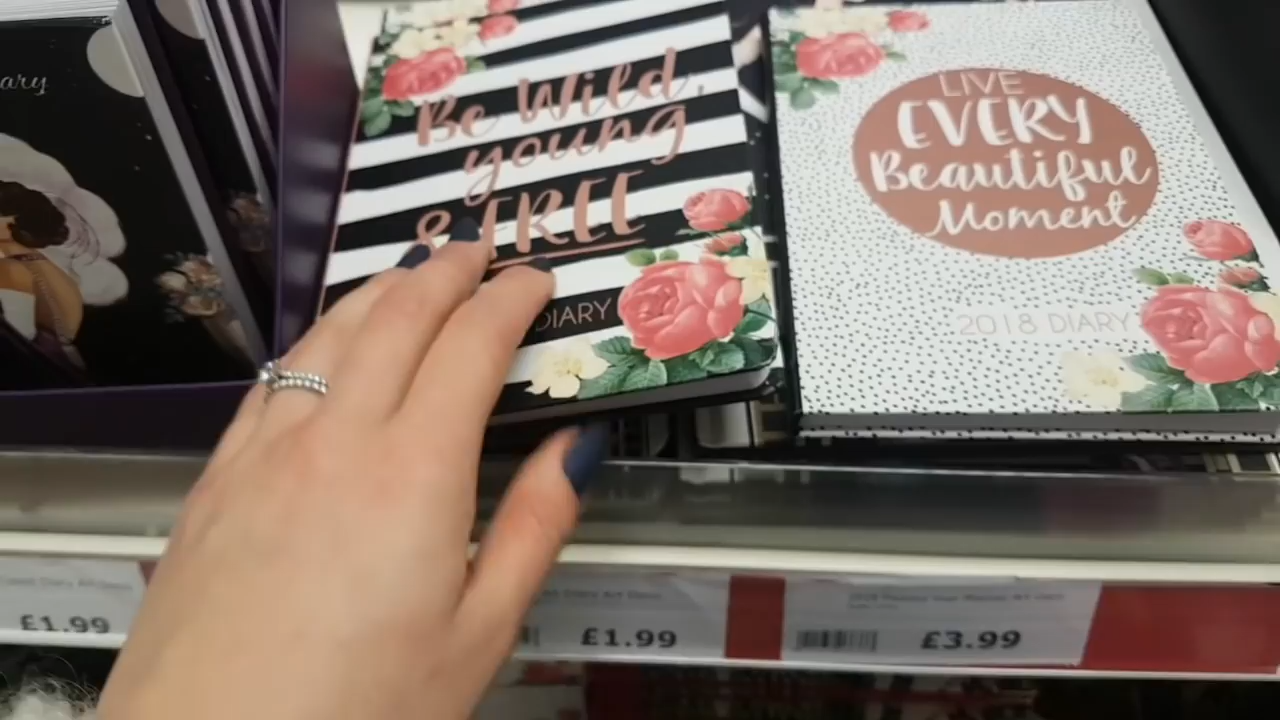 ary
Be Wild,
young
& FREE
DIARY
LIVE
EVERY
Beautiful
Moment
2018 DIARY
£1.99
£1.99
£3.99